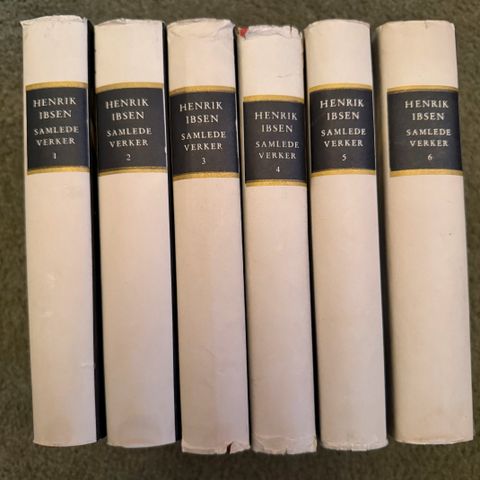 HENRIK
IBSEN
SAMLEDE
VERKER
1
HENRIK
IBSEN
SAMLEDE
VERKER
2
HENRIK
IBSEN
SAMLEDE
VERKER
3
HENRIK
IBSEN
SAMLEDE
VERKER
4
HENRIK
IBSEN
SAMLEDE
VERKER
5
HENRIK
IBSEN
SAMLEDE
VERKER
6